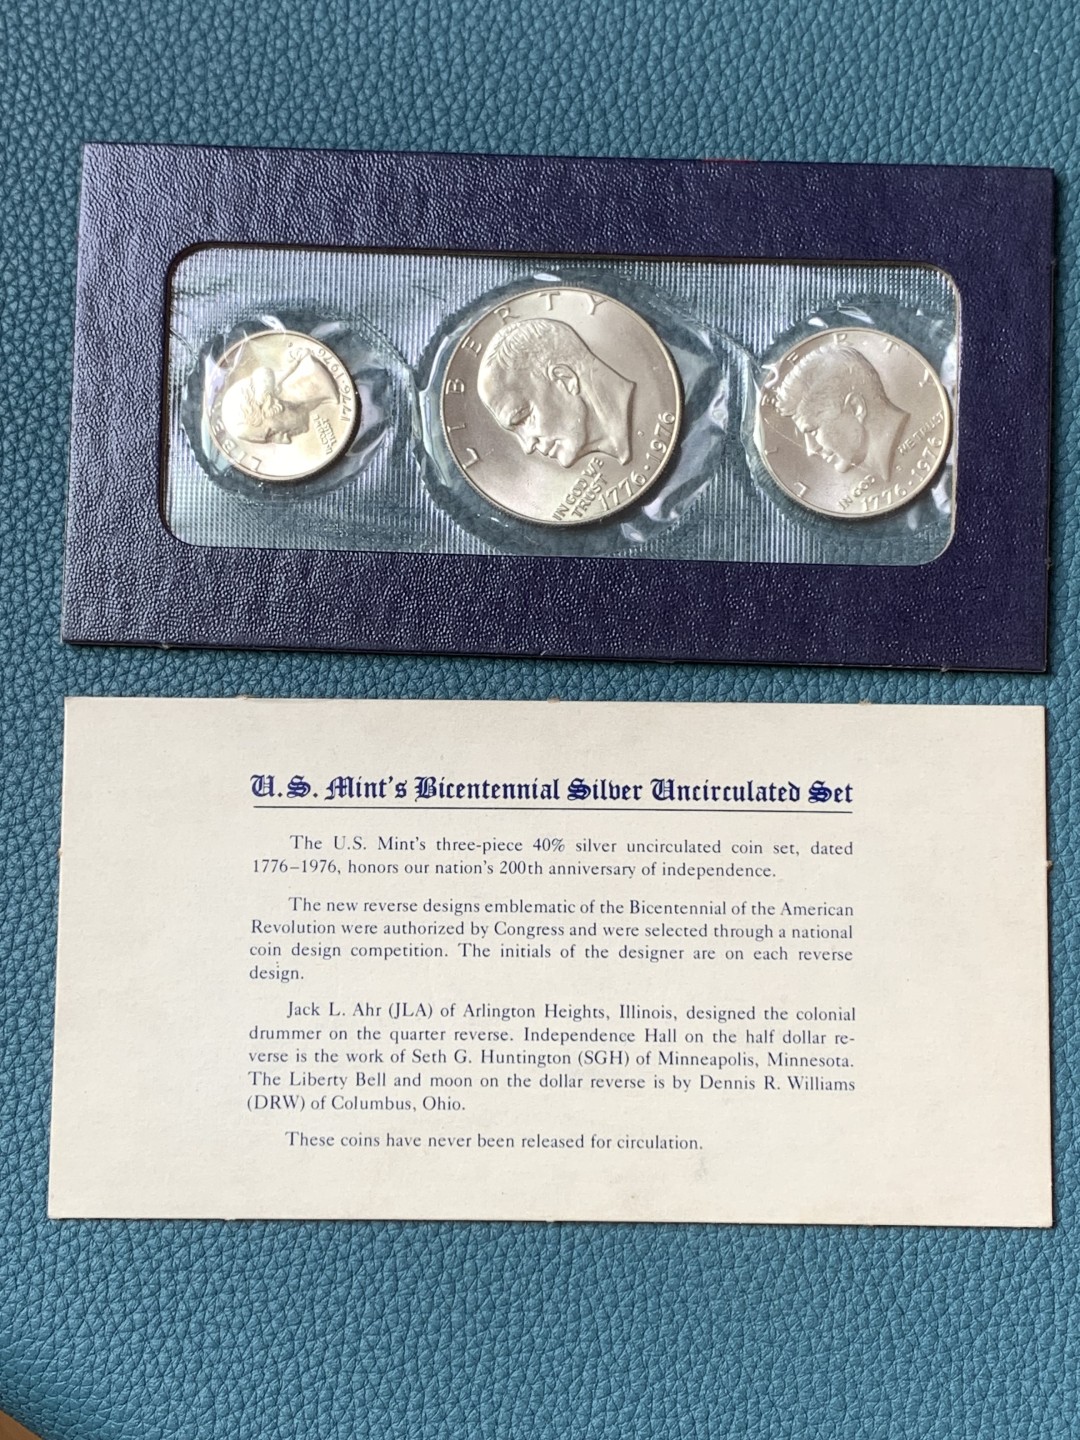 LIBERTY
IN GOD WE
TRUST
1776·1976
LIBERTY
IN GOD WE TRUST
1776·1976
LIBERTY
IN GOD WE
TRUST
1776·1976
U.S. Mint's Bicentennial Silver Uncirculated Set
The U.S. Mint's three-piece 40% silver uncirculated coin set, dated
1776–1976, honors our nation's 200th anniversary of independence.
The new reverse designs emblematic of the Bicentennial of the American
Revolution were authorized by Congress and were selected through a national
coin design competition. The initials of the designer are on each reverse
design.
Jack L. Ahr (JLA) of Arlington Heights, Illinois, designed the colonial
drummer on the quarter reverse. Independence Hall on the half dollar re-
verse is the work of Seth G. Huntington (SGH) of Minneapolis, Minnesota.
The Liberty Bell and moon on the dollar reverse is by Dennis R. Williams
(DRW) of Columbus, Ohio.
These coins have never been released for circulation.